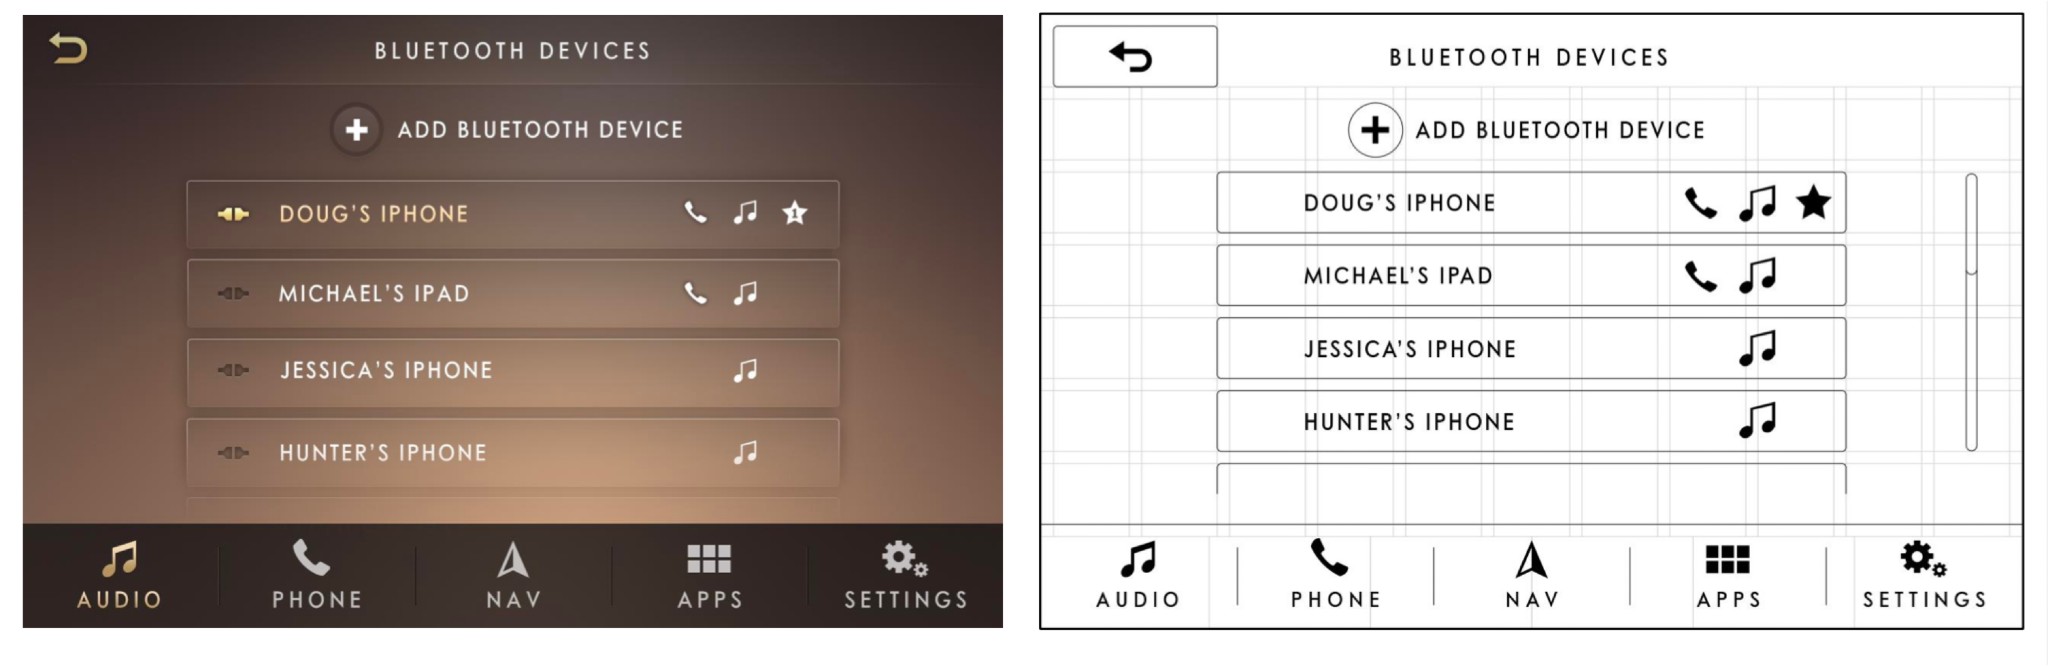 BLUETOOTH DEVICES
ADD BLUETOOTH DEVICE
DOUG'S IPHONE
1
MICHAEL'S IPAD
JESSICA'S IPHONE
HUNTER'S IPHONE
AUDIO
PHONE
NAV
APPS
SETTINGS
BLUETOOTH DEVICES
ADD BLUETOOTH DEVICE
DOUG'S IPHONE
MICHAEL'S IPAD
JESSICA'S IPHONE
HUNTER'S IPHONE
AUDIO
PHONE
NAV
APPS
SETTINGS